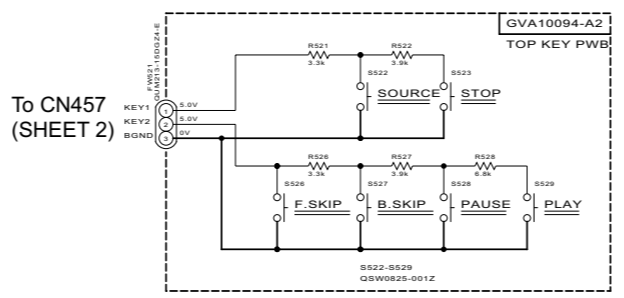 GVA10094-A2
TOP KEY PWB
FW521
QUM213-15DGZ4-E
To CN457
(SHEET 2)
KEY1
1
5.0V
KEY2
2
5.0V
BGND
3
0V
R521
3.3k
R522
3.9k
S522
SOURCE
S523
STOP
R526
3.3k
R527
3.9k
R528
6.8k
S526
F.SKIP
S527
B.SKIP
S528
PAUSE
S529
PLAY
S522-S529
QSW0825-001Z